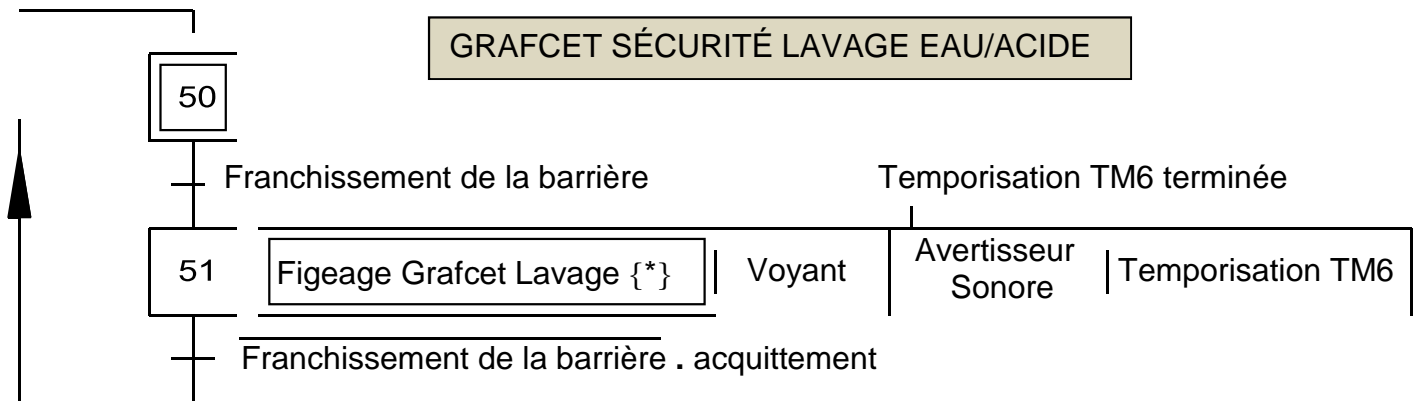 GRAFCET SÉCURITÉ LAVAGE EAU/ACIDE
50
Franchissement de la barrière
Temporisation TM6 terminée
51
Figeage Grafcet Lavage {*}
Voyant
Avertisseur
Sonore
Temporisation TM6
Franchissement de la barrière . acquittement